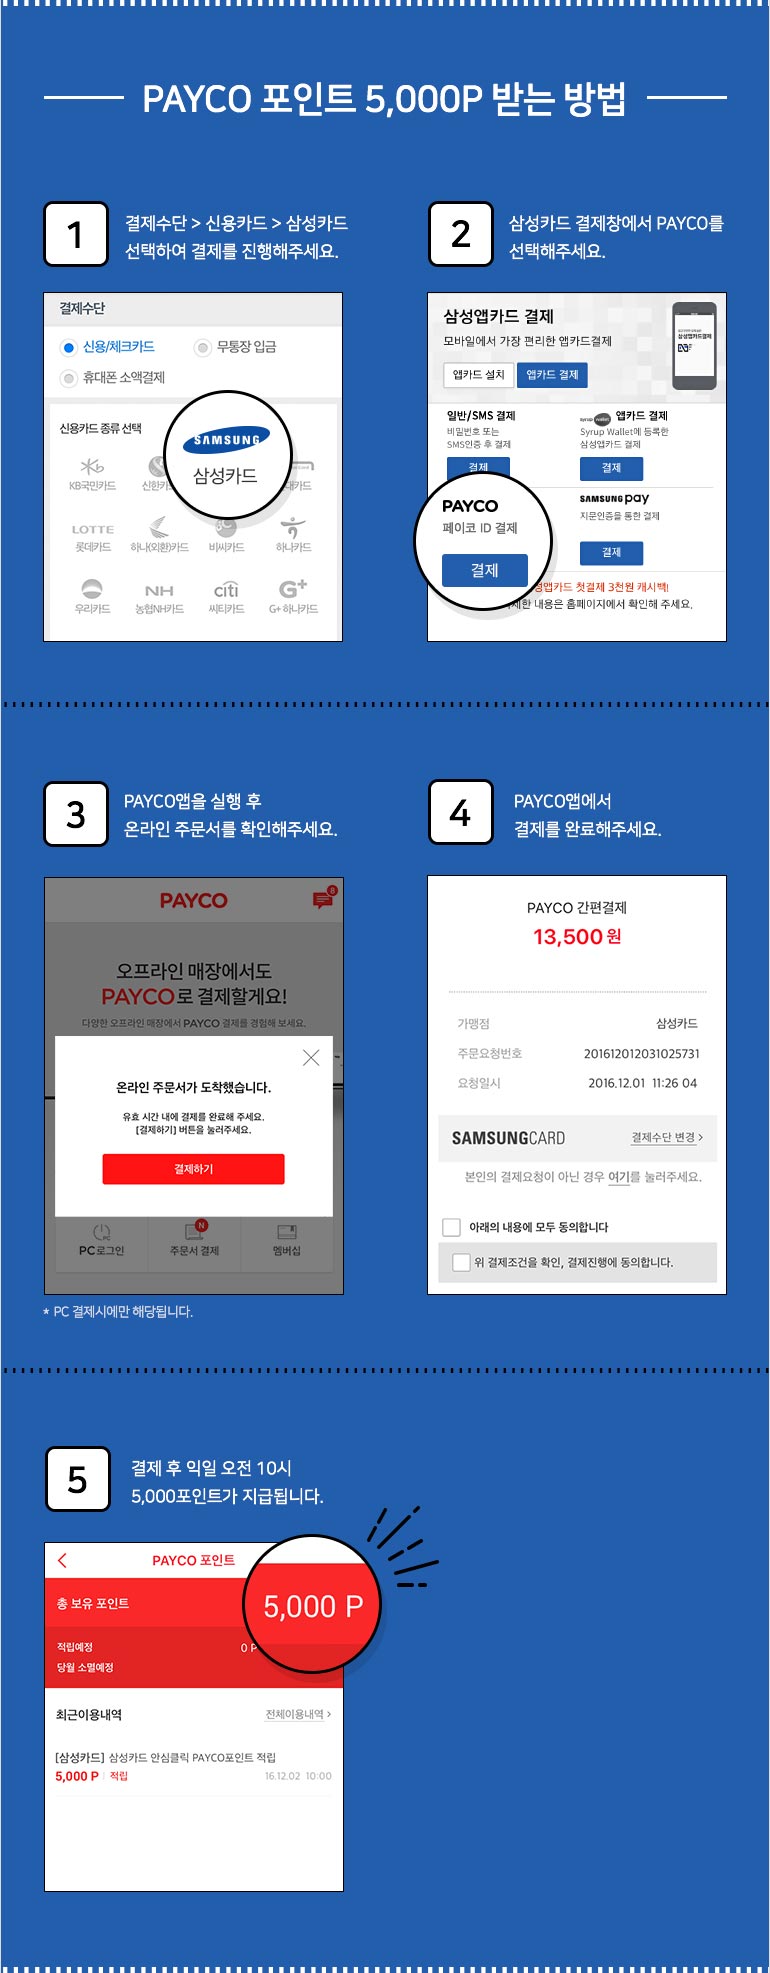 PAYCO 포인트 5,000P 받는 방법
1
결제수단 > 신용카드 > 삼성카드
선택하여 결제를 진행해주세요.
결제수단
신용/체크카드
무통장 입금
휴대폰 소액결제
신용카드 종류 선택
SAMSUNG
삼성카드
KB국민카드
신한카
대카드
LOTTE
롯데카드
하나(외환)카드
비씨카드
하나카드
우리카드
NH
농협NH카드
citi
씨티카드
G+
G+ 하나카드
2
삼성카드 결제창에서 PAYCO를
선택해주세요.
삼성앱카드 결제
모바일에서 가장 편리한 앱카드결제
앱카드 설치
앱카드 결제
삼성앱카드결제
일반/SMS 결제
비밀번호 또는
SMS인증 후 결제
결제
syrup wallet 앱카드 결제
Syrup Wallet에 등록한
삼성앱카드 결제
결제
PAYCO
페이코 ID 결제
결제
SAMSUNG pay
지문인증을 통한 결제
결제
성앱카드 첫결제 3천원 캐시백!
세한 내용은 홈페이지에서 확인해 주세요.
3
PAYCO앱을 실행 후
온라인 주문서를 확인해주세요.
PAYCO
8
오프라인 매장에서도
PAYCO로 결제할게요!
다양한 오프라인 매장에서 PAYCO 결제를 경험해 보세요.
온라인 주문서가 도착했습니다.
유효 시간 내에 결제를 완료해 주세요.
[결제하기] 버튼을 눌러주세요.
결제하기
PC
N
PC로그인
주문서 결제
멤버십
* PC 결제시에만 해당됩니다.
4
PAYCO앱에서
결제를 완료해주세요.
PAYCO 간편결제
13,500 원
가맹점 삼성카드
주문요청번호 201612012031025731
요청일시 2016.12.01 11:26 04
SAMSUNGCARD 결제수단 변경 >
본인의 결제요청이 아닌 경우 여기를 눌러주세요.
아래의 내용에 모두 동의합니다
위 결제조건을 확인, 결제진행에 동의합니다.
5
결제 후 익일 오전 10시
5,000포인트가 지급됩니다.
PAYCO 포인트
총 보유 포인트
5,000 P
적립예정 0 P
당월 소멸예정
최근이용내역 전체이용내역 >
[삼성카드] 삼성카드 안심클릭 PAYCO포인트 적립
5,000 P | 적립 16.12.02 10:00